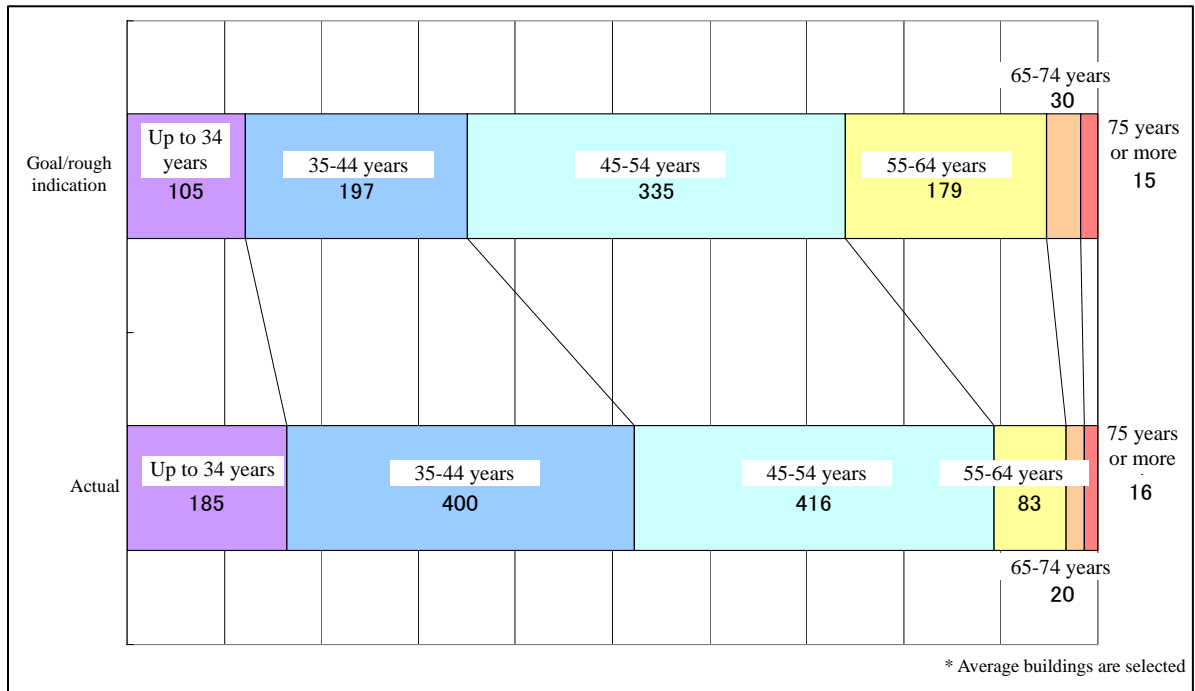 65-74 years
30
Goal/rough
indication
Up to 34
years
105
35-44 years
197
45-54 years
335
55-64 years
179
75 years
or more
15
Actual
Up to 34 years
185
35-44 years
400
45-54 years
416
55-64 years
83
75 years
or more
16
65-74 years
20
* Average buildings are selected